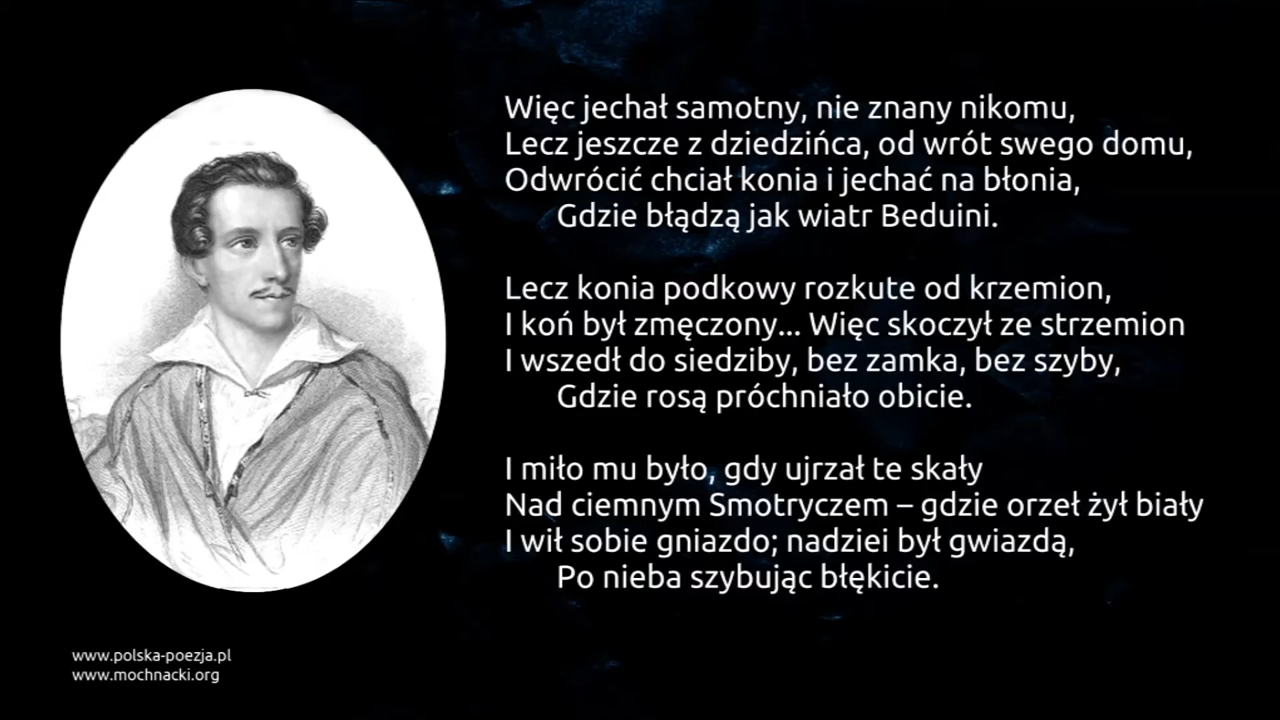 Więc jechał samotny, nie znany nikomu,
Lecz jeszcze z dziedzińca, od wrót swego domu,
Odwrócić chciał konia i jechać na błonia,
Gdzie błądzą jak wiatr Beduini.
Lecz konia podkowy rozkute od krzemion,
I koń był zmęczony... Więc skoczył ze strzemion
I wszedł do siedziby, bez zamka, bez szyby,
Gdzie rosą próchniało obicie.
I miło mu było, gdy ujrzał te skały
Nad ciemnym Smotryczem – gdzie orzeł żył biały
I wił sobie gniazdo; nadziei był gwiazdą,
Po nieba szybując błękicie.
www.polska-poezja.pl
www.mochnacki.org